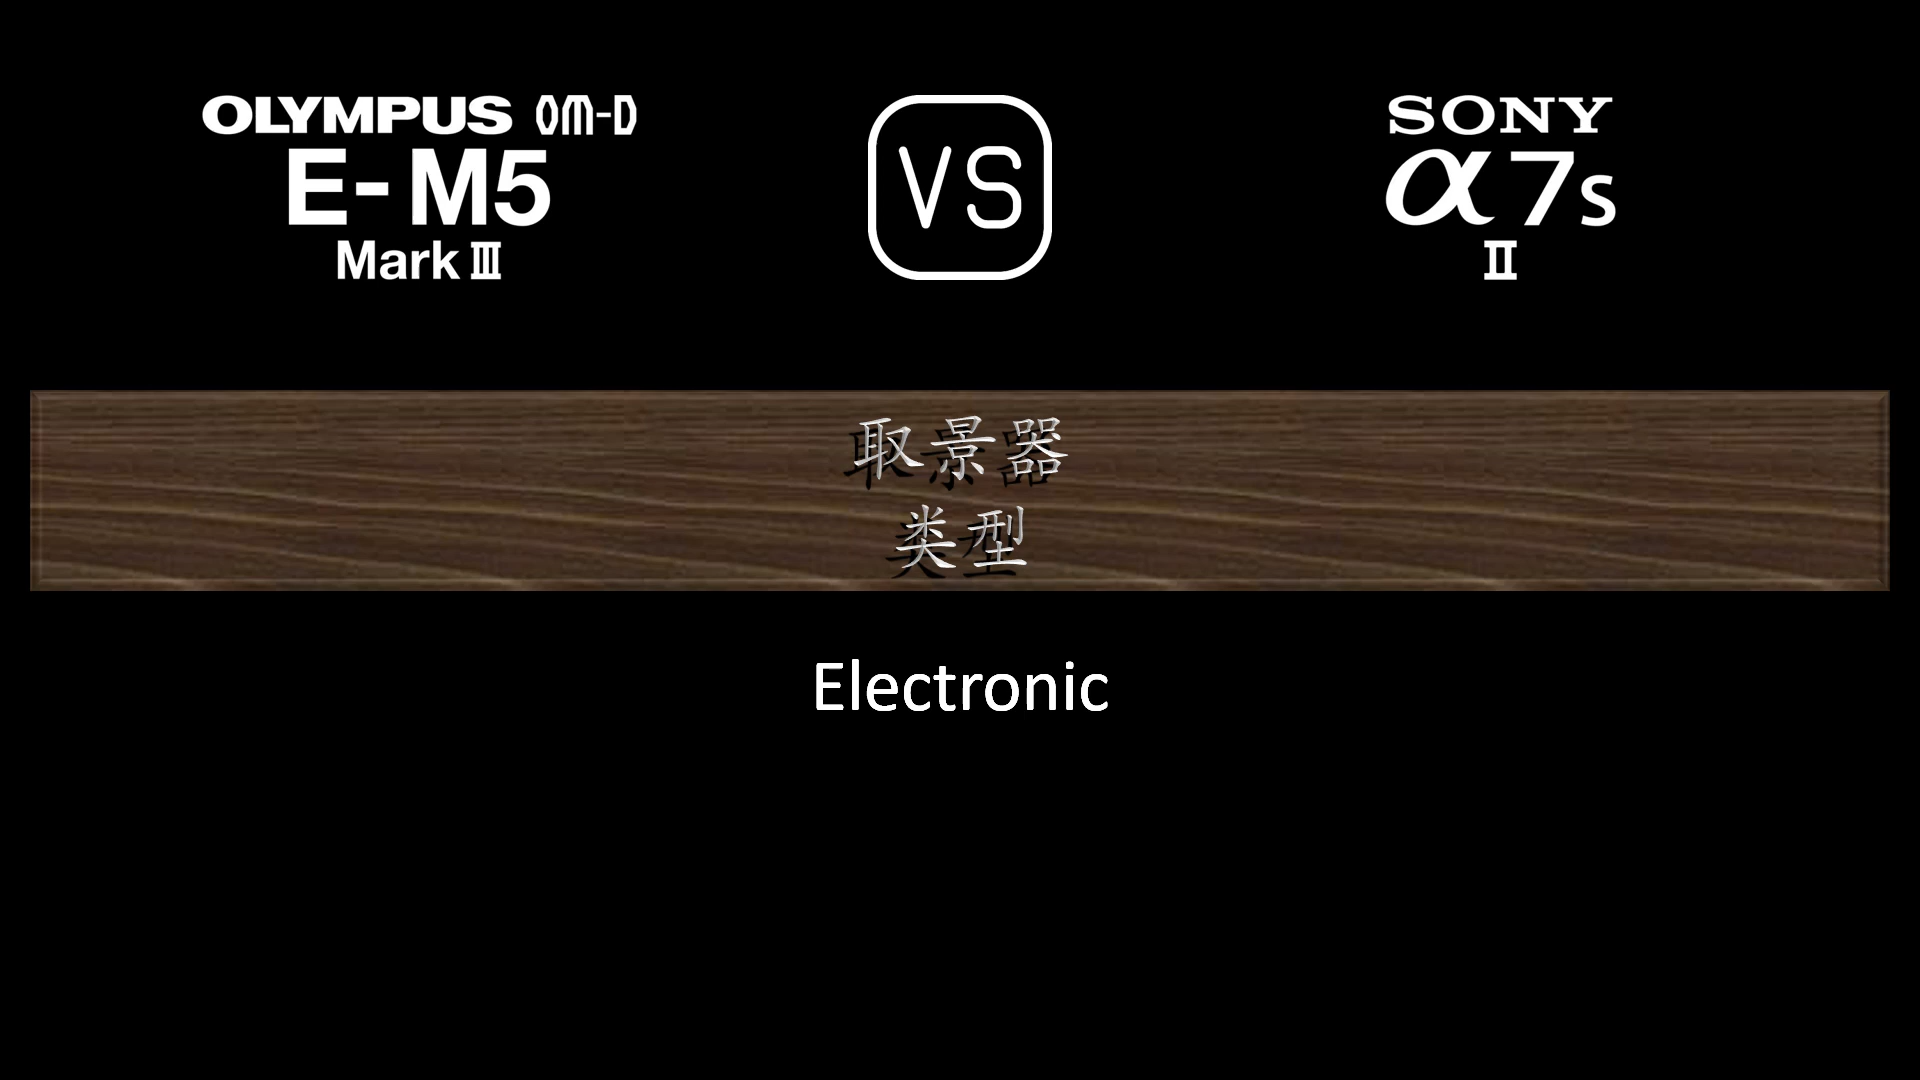 OLYMPUS OM-D
E-M5
Mark III
VS
SONY
α7s
II
取景器
类型
Electronic